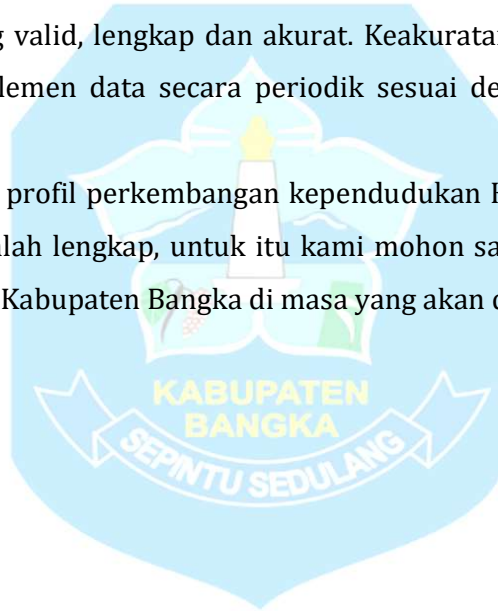 valid, lengkap dan akurat. Keakuratan
lemen data secara periodik sesuai de
profil perkembangan kependudukan
lah lengkap, untuk itu kami mohon sa
Kabupaten Bangka di masa yang akan
KABUPATEN
BANGKA
SEPINTU SEDULANG